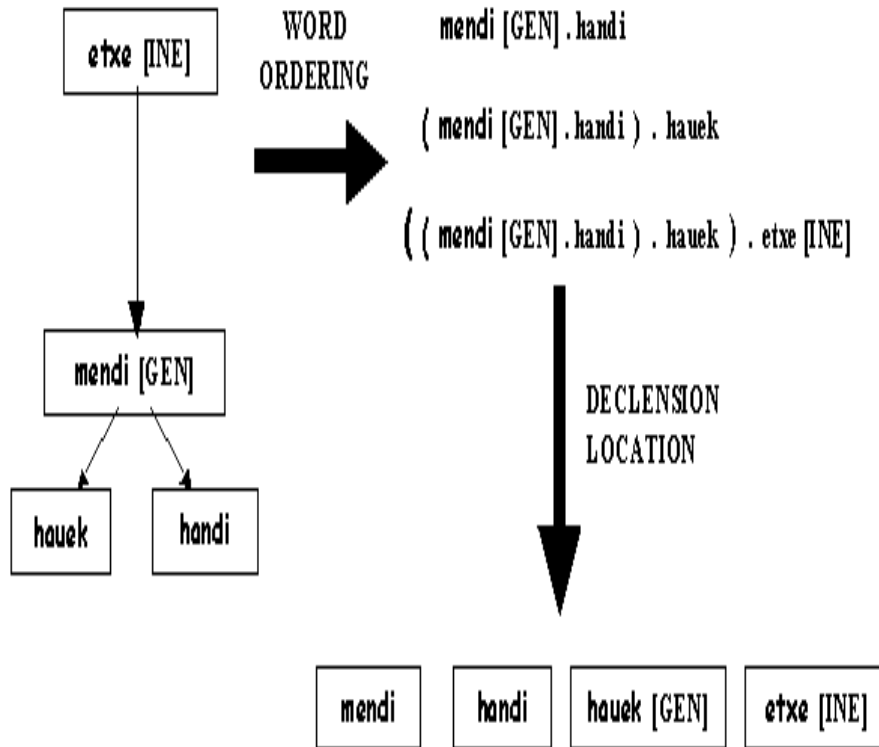 etxe [INE]
mendi [GEN]
hauek
handi
WORD
ORDERING
mendi [GEN] . handi
( mendi [GEN] . handi ) . hauek
( ( mendi [GEN] . handi ) . hauek ) . etxe [INE]
DECLENSION
LOCATION
mendi handi hauek [GEN] etxe [INE]